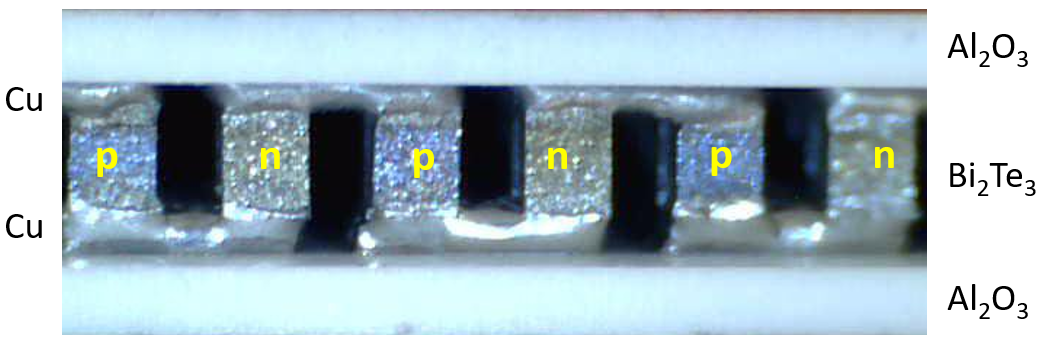 Al₂O₃
Cu
p n p n p n
Bi₂Te₃
Cu
Al₂O₃